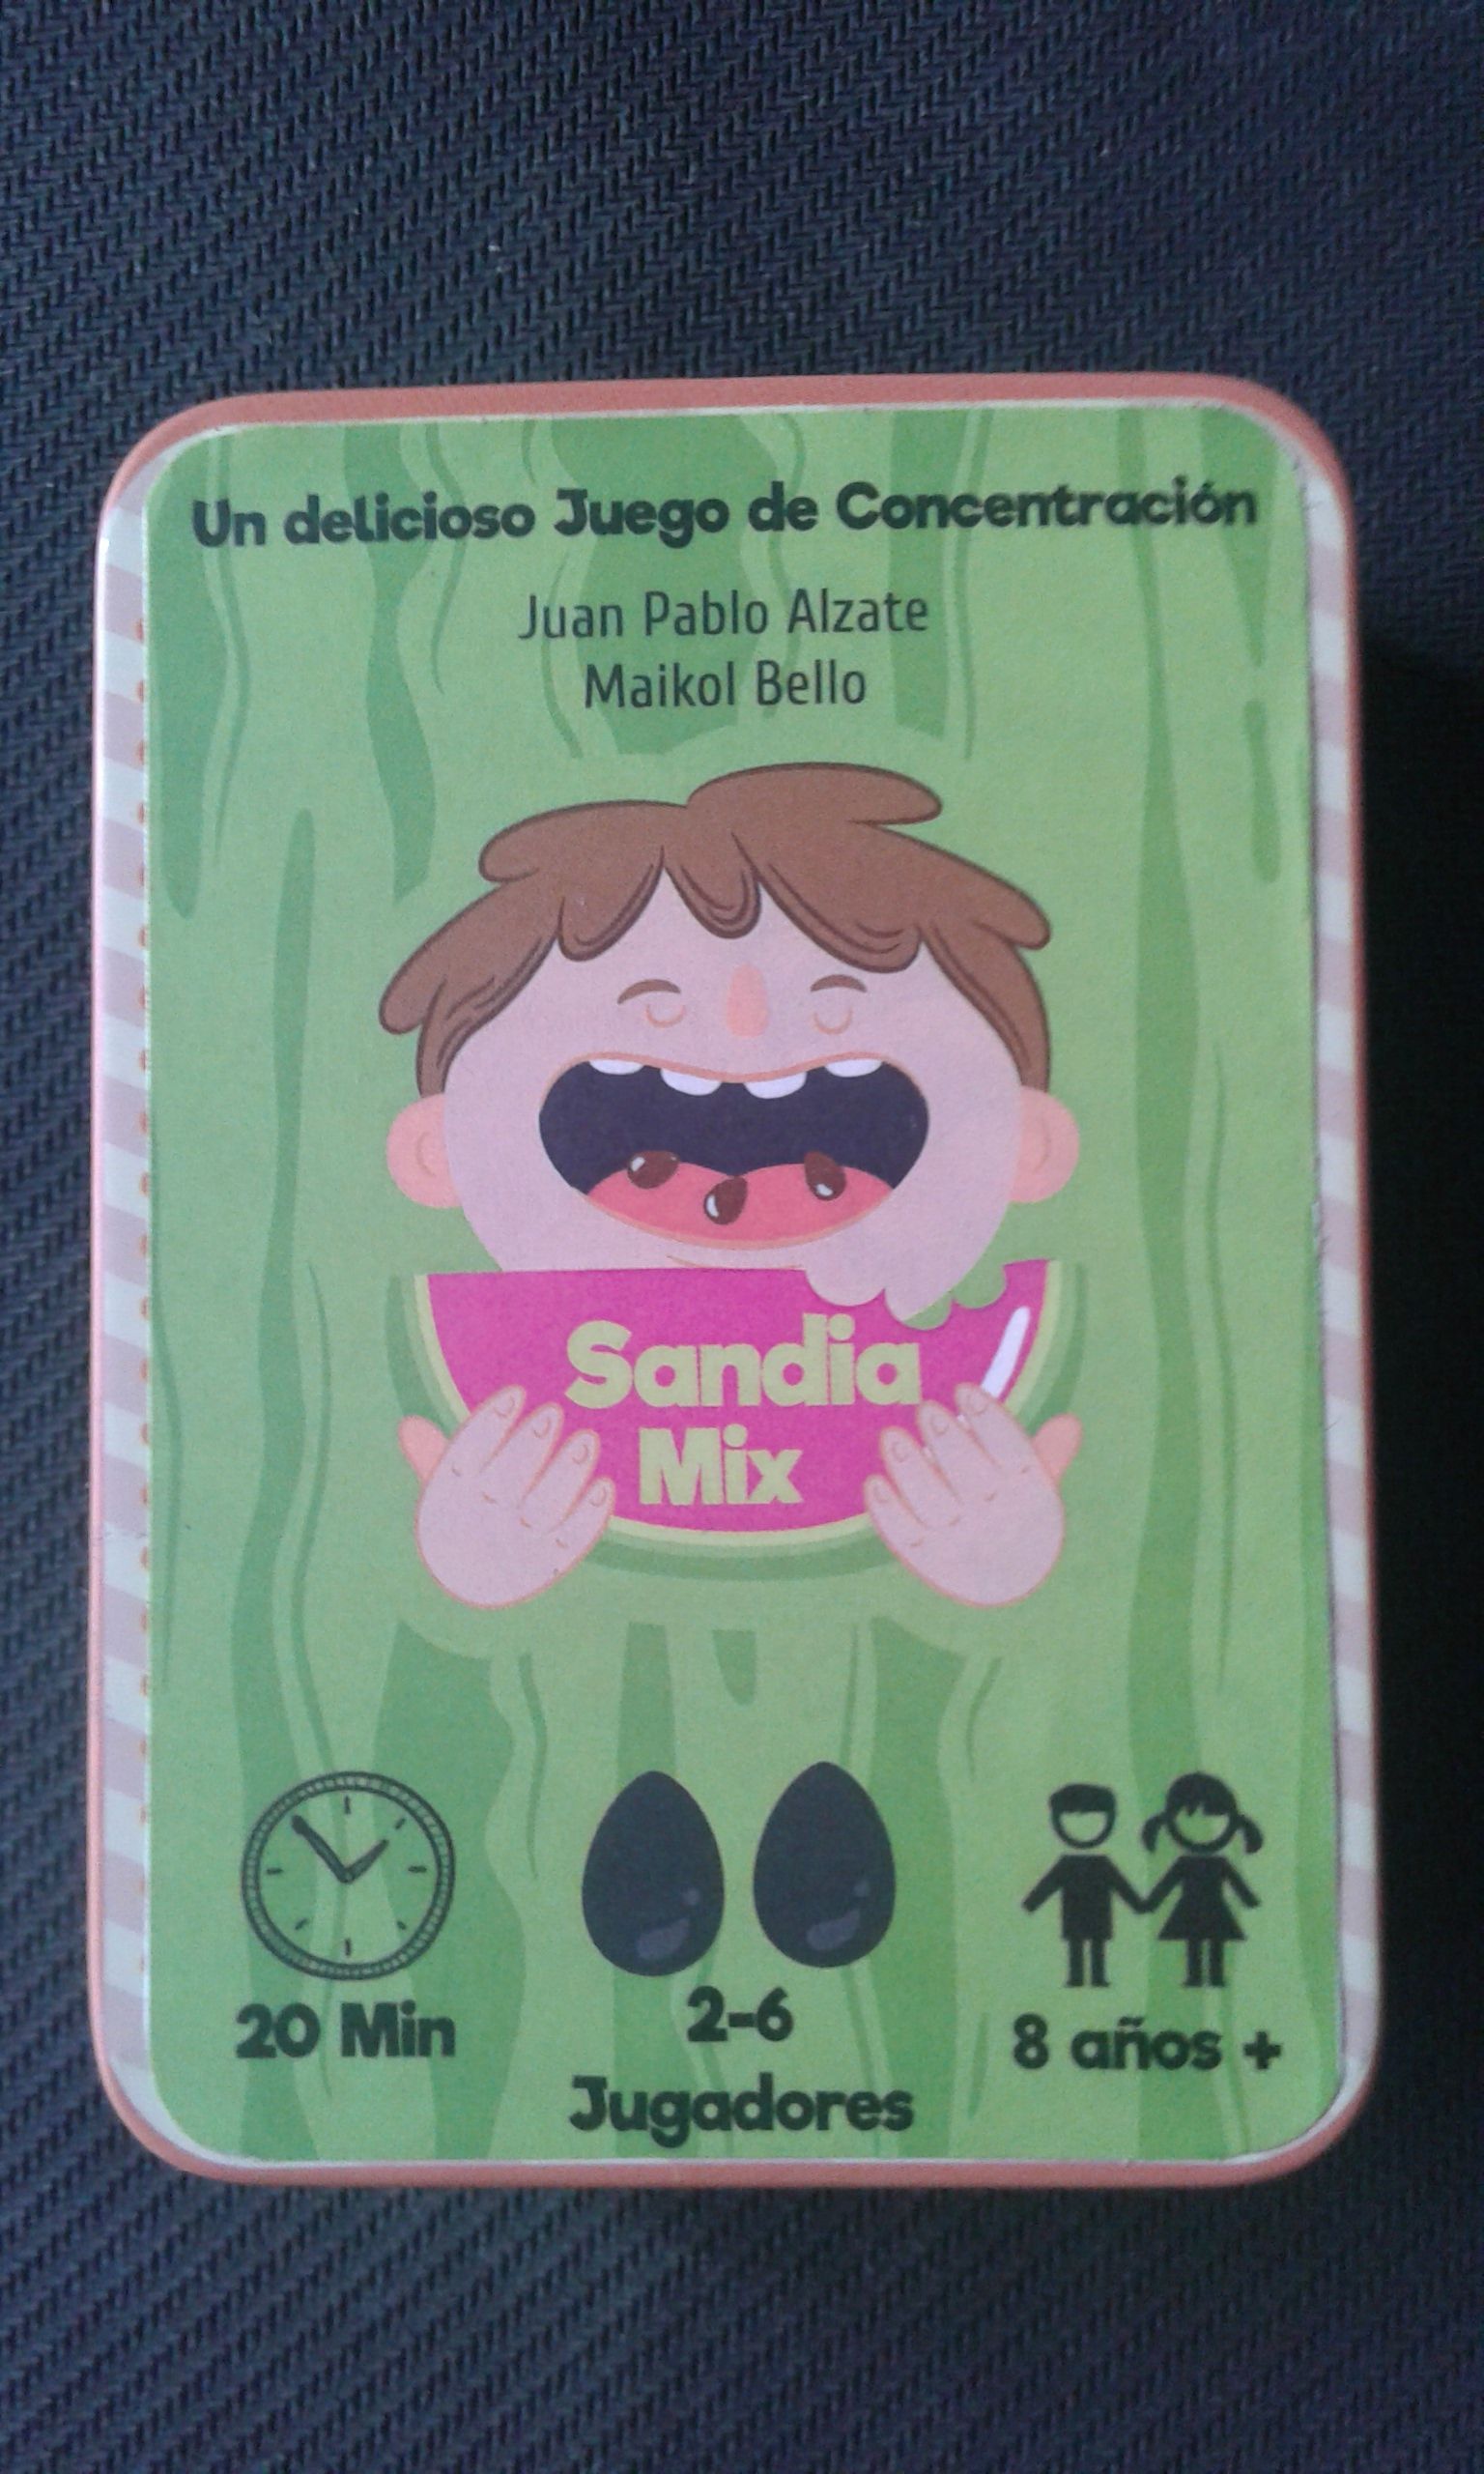 Un delicioso Juego de Concentración
Juan Pablo Alzate
Maikol Bello
Sandia
Mix
20 Min
2-6
Jugadores
8 años +